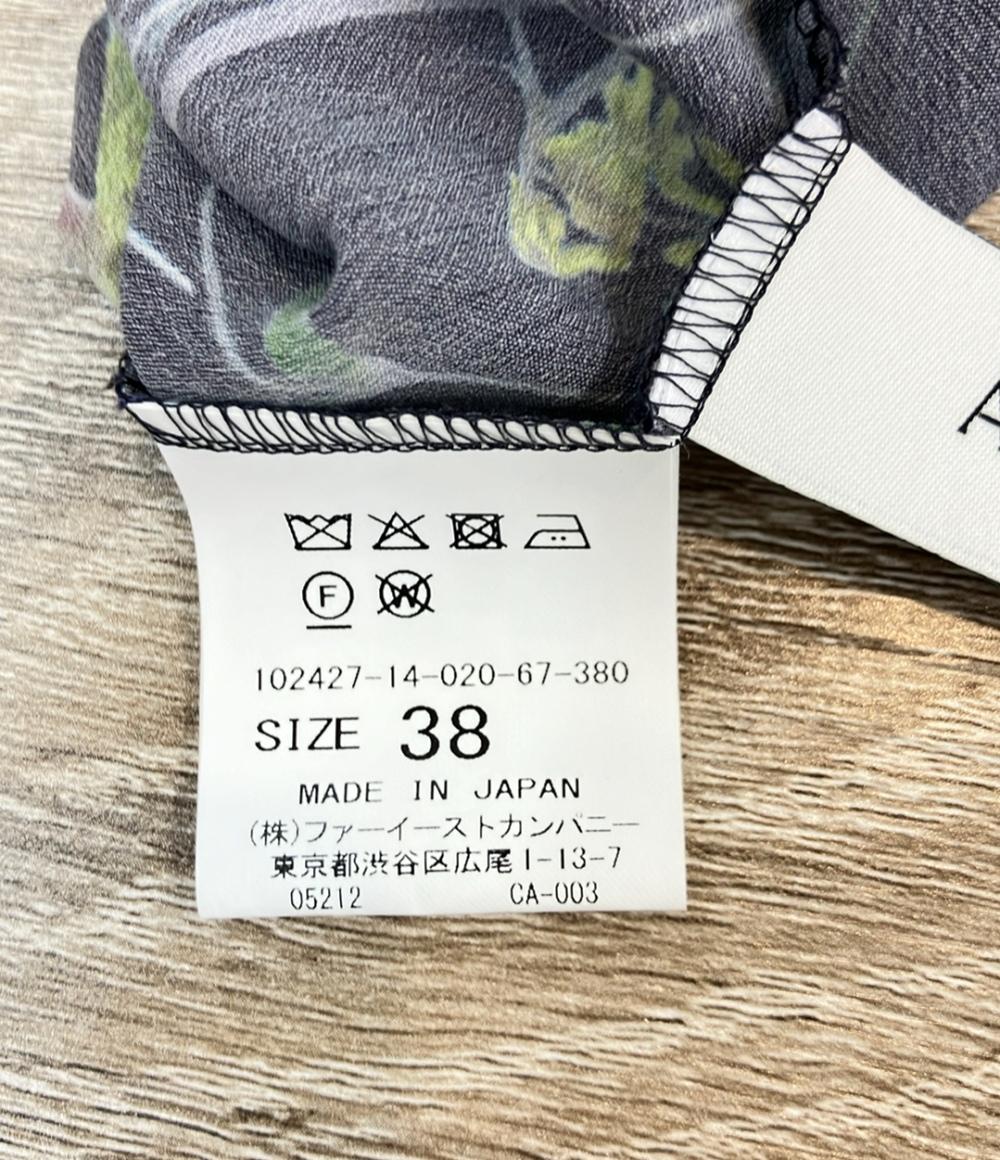 F
W
102427-14-020-67-380
SIZE 38
MADE IN JAPAN
(株)ファーイーストカンパニー
東京都渋谷区広尾1-13-7
05212 CA-003